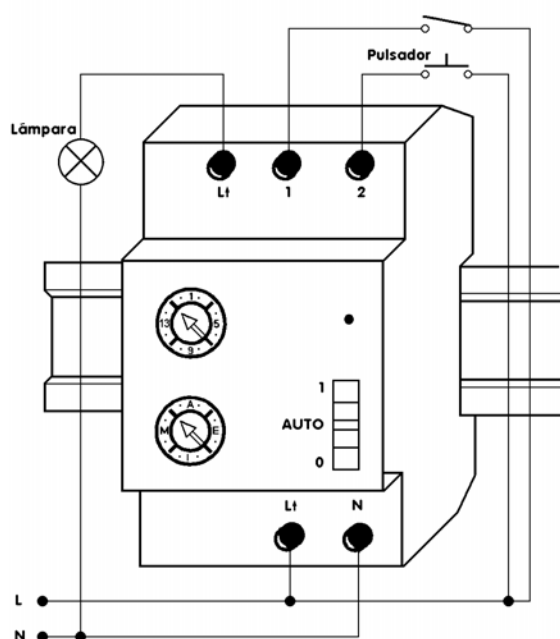 Pulsador
Lámpara
Lt 1 2
1
13 5
9
1
A
M E
I
AUTO
0
Lt N
L
N